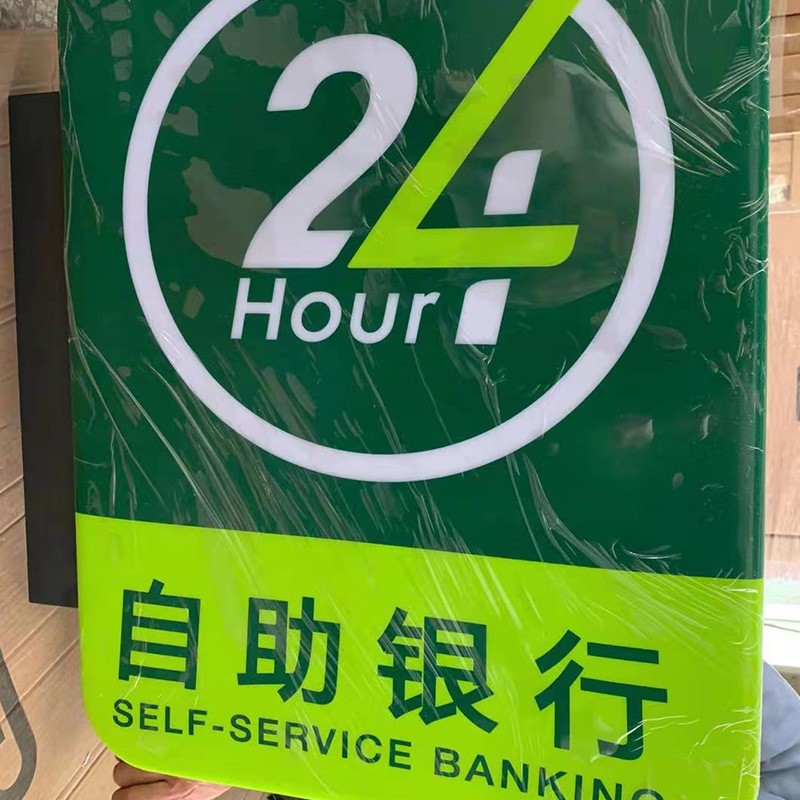 24
Hour
自助银行
SELF-SERVICE BANKING